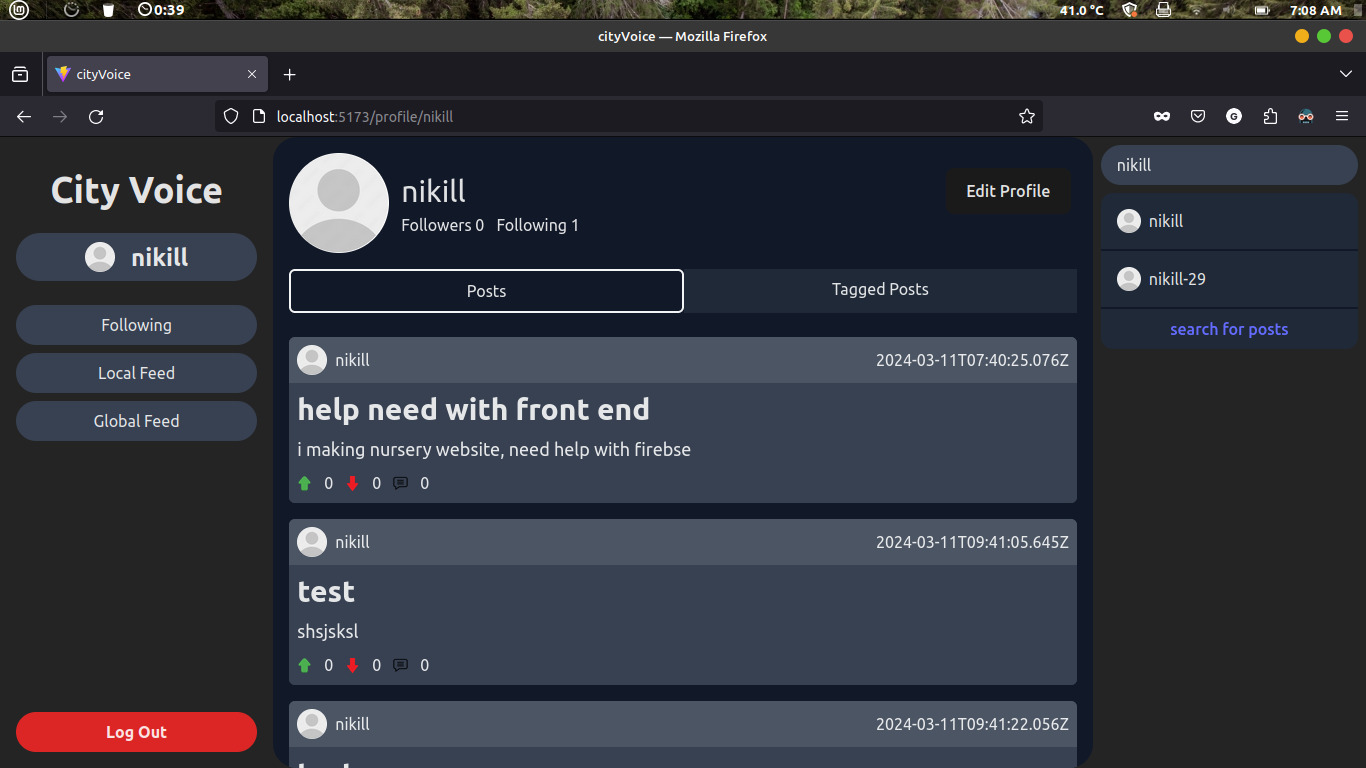 0:39
41.0 °C
7:08 AM
cityVoice — Mozilla Firefox
cityVoice
localhost:5173/profile/nikill
City Voice
nikill
Following
Local Feed
Global Feed
Log Out
nikill
Followers 0 Following 1
Edit Profile
Posts
Tagged Posts
nikill
2024-03-11T07:40:25.076Z
help need with front end
i making nursery website, need help with firebse
0 0 0
nikill
2024-03-11T09:41:05.645Z
test
shsjsksl
0 0 0
nikill
2024-03-11T09:41:22.056Z
nikill
nikill
nikill-29
search for posts